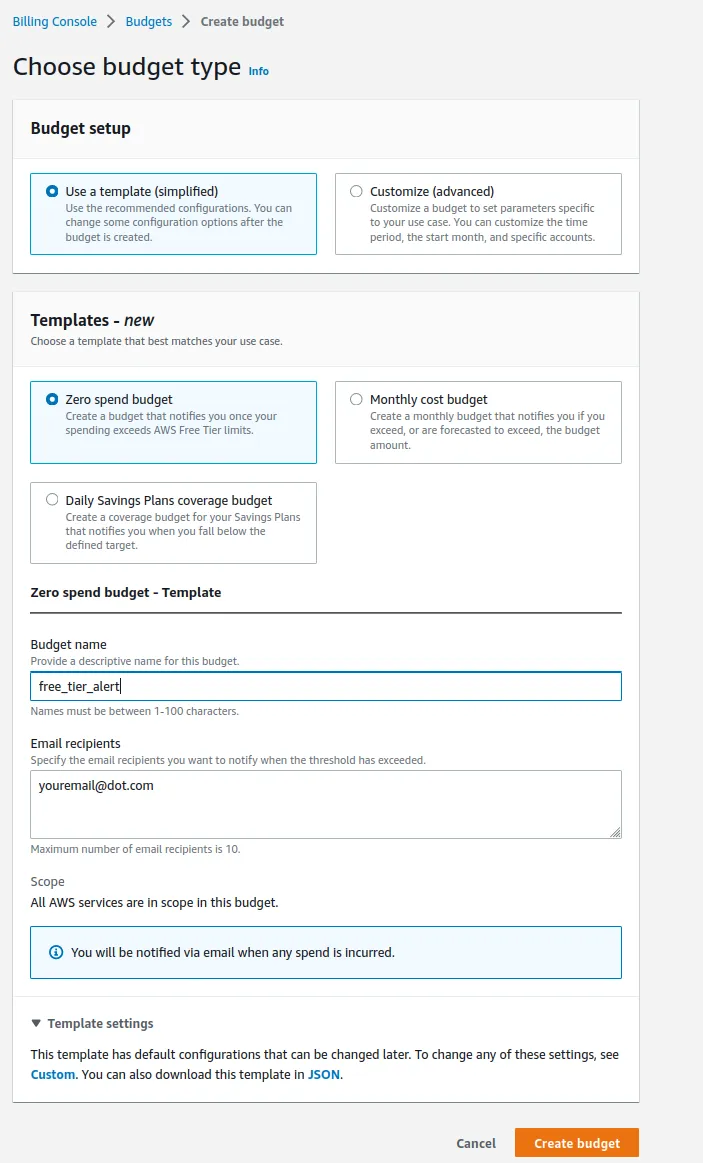 Billing Console > Budgets > Create budget
Choose budget type Info
Budget setup
Use a template (simplified)
Use the recommended configurations. You can
change some configuration options after the
budget is created.
Customize (advanced)
Customize a budget to set parameters specific
to your use case. You can customize the time
period, the start month, and specific accounts.
Templates - new
Choose a template that best matches your use case.
Zero spend budget
Create a budget that notifies you once your
spending exceeds AWS Free Tier limits.
Monthly cost budget
Create a monthly budget that notifies you if you
exceed, or are forecasted to exceed, the budget
amount.
Daily Savings Plans coverage budget
Create a coverage budget for your Savings Plans
that notifies you when you fall below the
defined target.
Zero spend budget - Template
Budget name
Provide a descriptive name for this budget.
free_tier_alert
Names must be between 1-100 characters.
Email recipients
Specify the email recipients you want to notify when the threshold has exceeded.
youremail@dot.com
Maximum number of email recipients is 10.
Scope
All AWS services are in scope in this budget.
You will be notified via email when any spend is incurred.
Template settings
This template has default configurations that can be changed later. To change any of these settings, see
Custom. You can also download this template in JSON.
Cancel Create budget